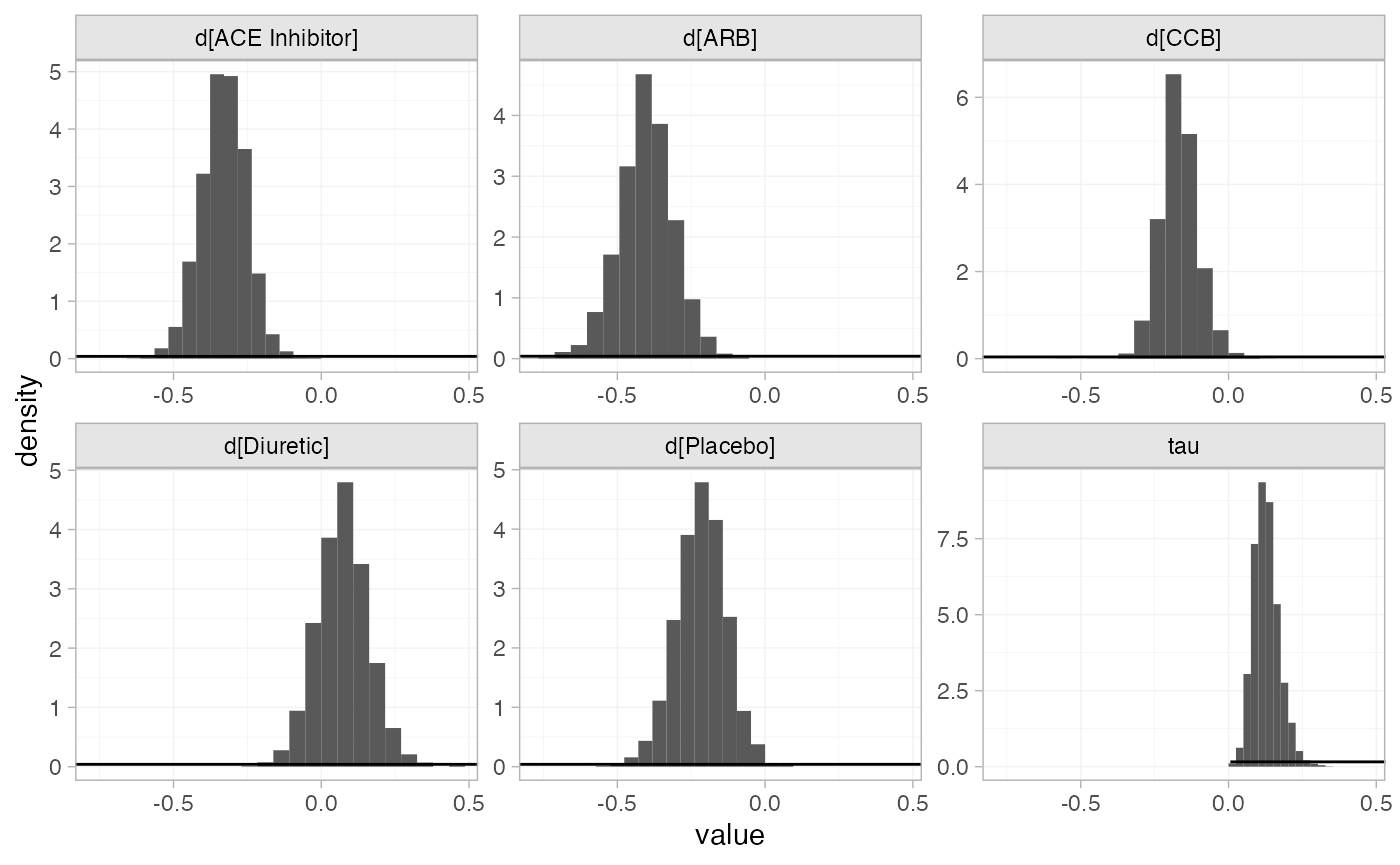 d[ACE Inhibitor] d[ARB] d[CCB]
5 4 3 2 1 0
4 3 2 1 0
6 4 2 0
-0.5 0.0 0.5 -0.5 0.0 0.5 -0.5 0.0 0.5
density
d[Diuretic] d[Placebo] tau
5 4 3 2 1 0
5 4 3 2 1 0
7.5 5.0 2.5 0.0
-0.5 0.0 0.5 -0.5 0.0 0.5 -0.5 0.0 0.5
value